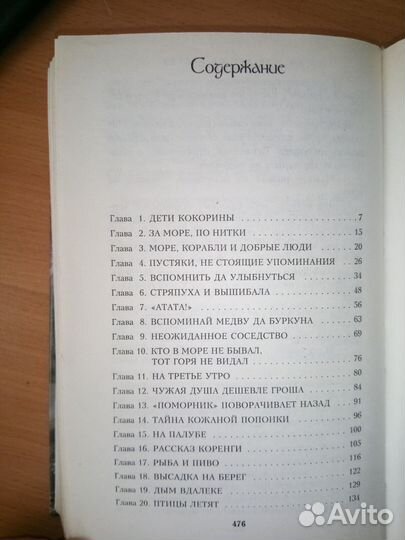 Содержание
Глава 1. ДЕТИ КОКОРИНЫ . . . . . . . . . . . . . . . . . . . . 7
Глава 2. ЗА МОРЕ, ПО НИТКИ . . . . . . . . . . . . . . . . . 15
Глава 3. МОРЕ, КОРАБЛИ И ДОБРЫЕ ЛЮДИ . . . . . . . 20
Глава 4. ПУСТЯКИ, НЕ СТОЯЩИЕ УПОМИНАНИЯ . . . 26
Глава 5. ВСПОМНИТЬ ДА УЛЫБНУТЬСЯ . . . . . . . . . . 34
Глава 6. СТРЯПУХА И ВЫШИБАЛА . . . . . . . . . . . . . . 48
Глава 7. «АТАТА!» . . . . . . . . . . . . . . . . . . . . . . . . . 56
Глава 8. ВСПОМИНАЙ МЕДВУ ДА БУРКУНА . . . . . . . . 63
Глава 9. НЕОЖИДАННОЕ СОСЕДСТВО . . . . . . . . . . . . 69
Глава 10. КТО В МОРЕ НЕ БЫВАЛ,
ТОТ ГОРЯ НЕ ВИДАЛ . . . . . . . . . . . . . . . . . 76
Глава 11. НА ТРЕТЬЕ УТРО . . . . . . . . . . . . . . . . . . . 80
Глава 12. ЧУЖАЯ ДУША ДЕШЕВЛЕ ГРОША . . . . . . . . 84
Глава 13. «ПОМОРНИК» ПОВОРАЧИВАЕТ НАЗАД . . . . 91
Глава 14. ТАЙНА КОЖАНОЙ ПОПОНКИ . . . . . . . . . . . 96
Глава 15. НА ПАЛУБЕ . . . . . . . . . . . . . . . . . . . . . . 100
Глава 16. РАССКАЗ КОРЕНГИ . . . . . . . . . . . . . . . . . 105
Глава 17. РЫБА И ПИВО . . . . . . . . . . . . . . . . . . . . 116
Глава 18. ВЫСАДКА НА БЕРЕГ . . . . . . . . . . . . . . . . 122
Глава 19. ДЫМ ВДАЛЕКЕ . . . . . . . . . . . . . . . . . . . . 129
Глава 20. ПТИЦЫ ЛЕТЯТ . . . . . . . . . . . . . . . . . . . . 134
476
Avito